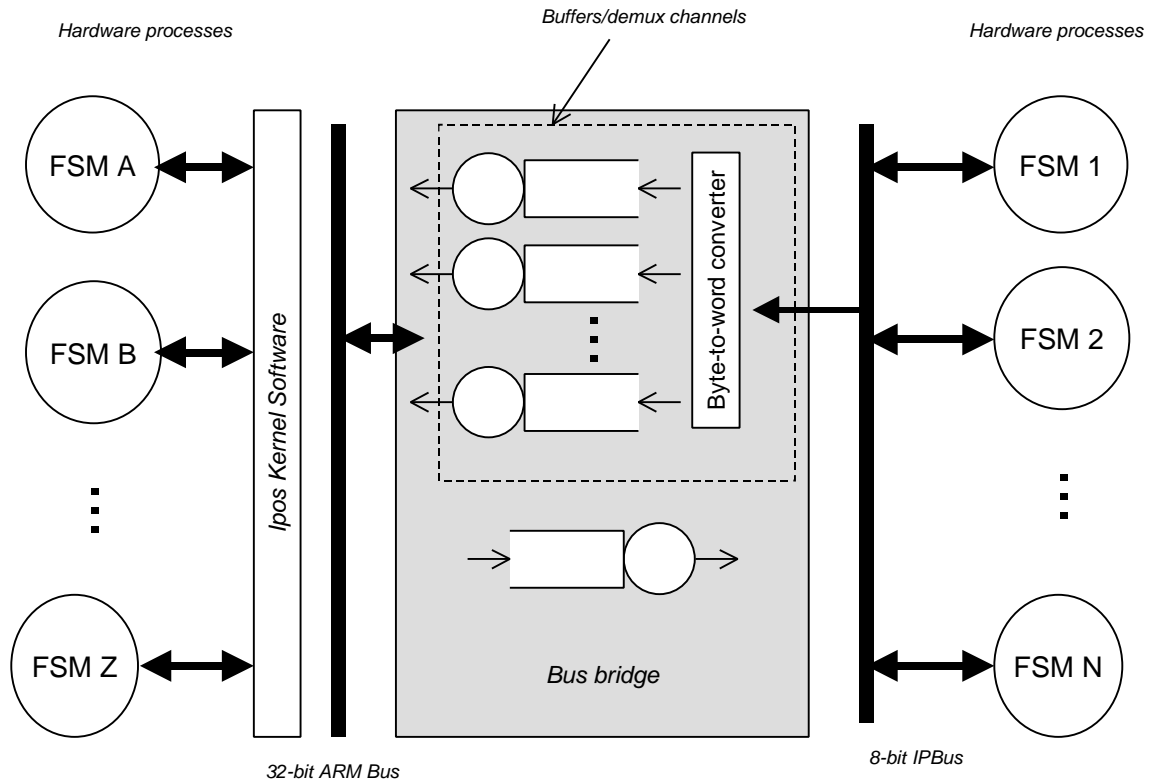 Buffers/demux channels
Hardware processes
Hardware processes
FSM A
FSM 1
FSM B
FSM 2
Ipos Kernel Software
Byte-to-word converter
FSM Z
Bus bridge
FSM N
32-bit ARM Bus
8-bit IPBus